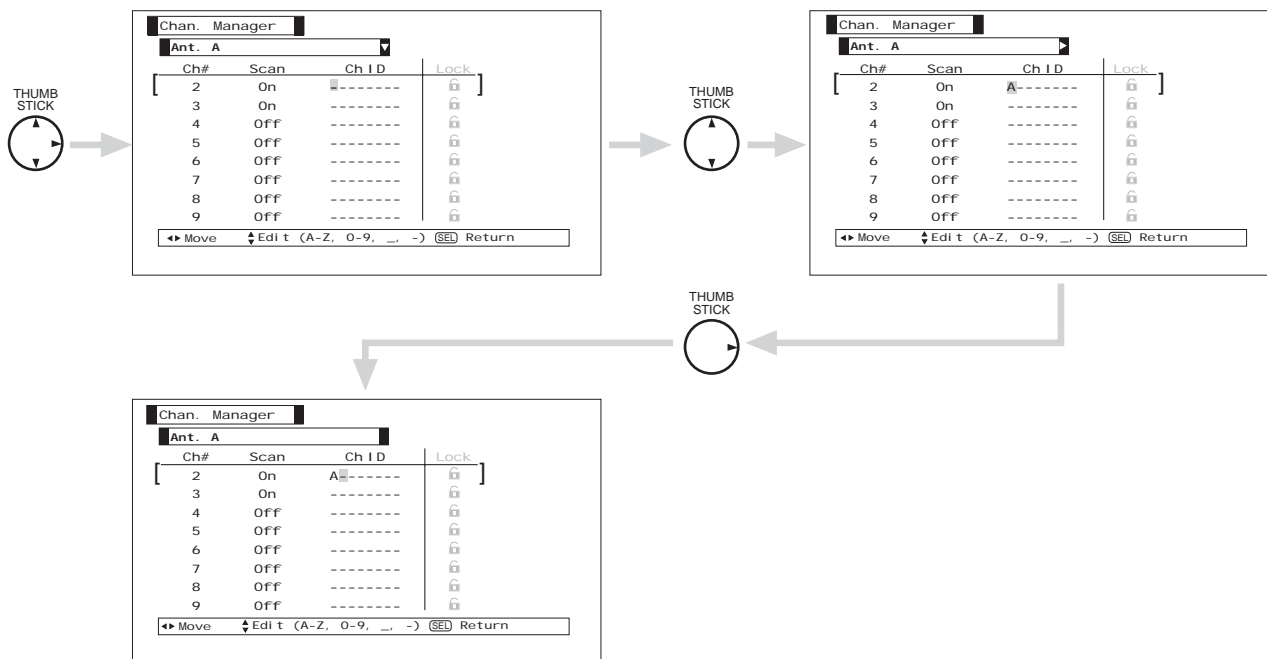 THUMB
STICK
Chan. Manager
Ant. A
Ch# Scan Ch ID Lock
2 On --------
3 On --------
4 Off --------
5 Off --------
6 Off --------
7 Off --------
8 Off --------
9 Off --------
Move Edit (A-Z, 0-9, _, -) SEL Return
THUMB
STICK
Chan. Manager
Ant. A
Ch# Scan Ch ID Lock
2 On A-------
3 On --------
4 Off --------
5 Off --------
6 Off --------
7 Off --------
8 Off --------
9 Off --------
Move Edit (A-Z, 0-9, _, -) SEL Return
THUMB
STICK
Chan. Manager
Ant. A
Ch# Scan Ch ID Lock
2 On A-------
3 On --------
4 Off --------
5 Off --------
6 Off --------
7 Off --------
8 Off --------
9 Off --------
Move Edit (A-Z, 0-9, _, -) SEL Return